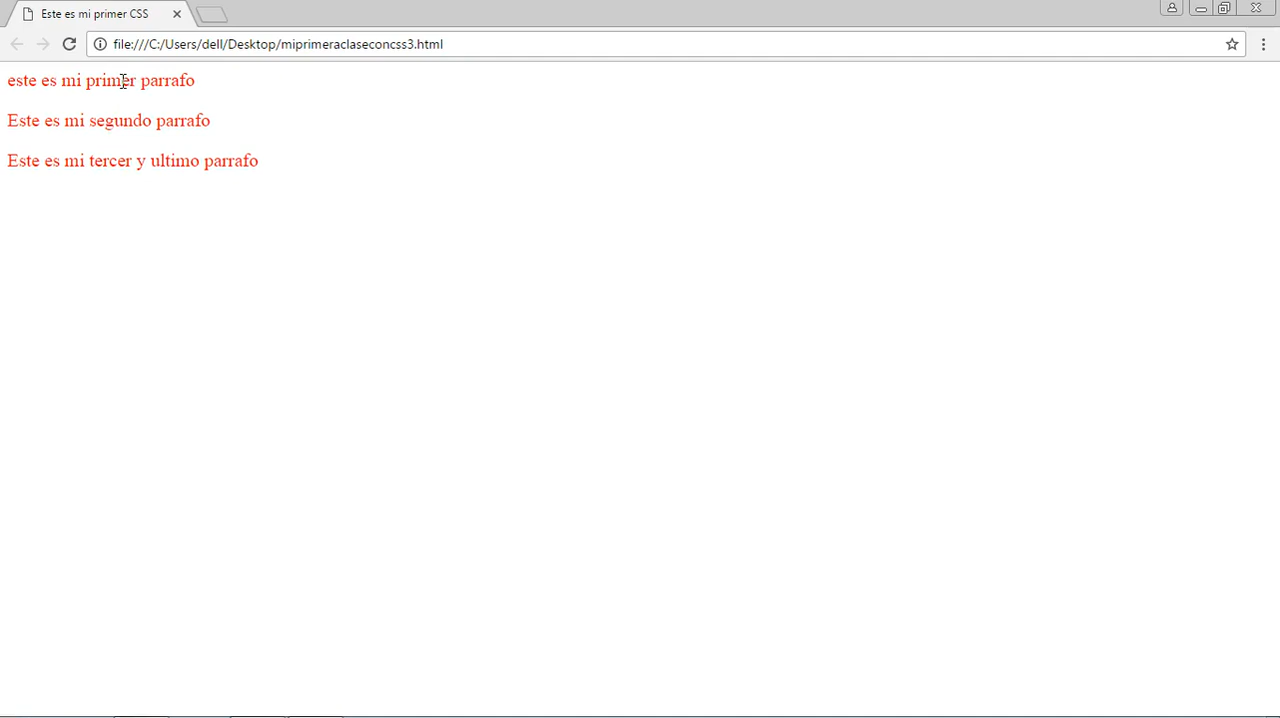 Este es mi primer CSS
file:///C:/Users/dell/Desktop/miprimeraclaseconcss3.html
este es mi primer parrafo
Este es mi segundo parrafo
Este es mi tercer y ultimo parrafo